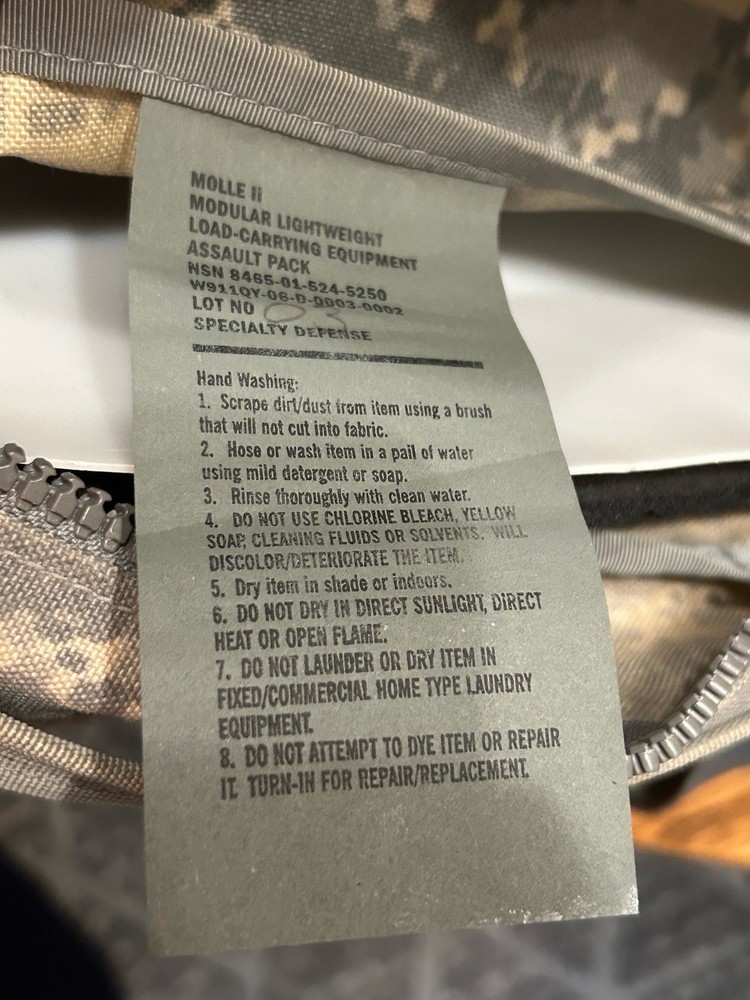 MOLLE II
MODULAR LIGHTWEIGHT
LOAD-CARRYING EQUIPMENT
ASSAULT PACK
NSN 8465-01-524-5250
W911QY-06-D-0003-0002
LOT NO 03
SPECIALTY DEFENSE
Hand Washing:
1. Scrape dirt/dust from item using a brush
that will not cut into fabric.
2. Hose or wash item in a pail of water
using mild detergent or soap.
3. Rinse thoroughly with clean water.
4. DO NOT USE CHLORINE BLEACH, YELLOW
SOAP, CLEANING FLUIDS OR SOLVENTS. WILL
DISCOLOR/DETERIORATE THE ITEM.
5. Dry item in shade or indoors.
6. DO NOT DRY IN DIRECT SUNLIGHT, DIRECT
HEAT OR OPEN FLAME.
7. DO NOT LAUNDER OR DRY ITEM IN
FIXED/COMMERCIAL HOME TYPE LAUNDRY
EQUIPMENT.
8. DO NOT ATTEMPT TO DYE ITEM OR REPAIR
IT. TURN-IN FOR REPAIR/REPLACEMENT.